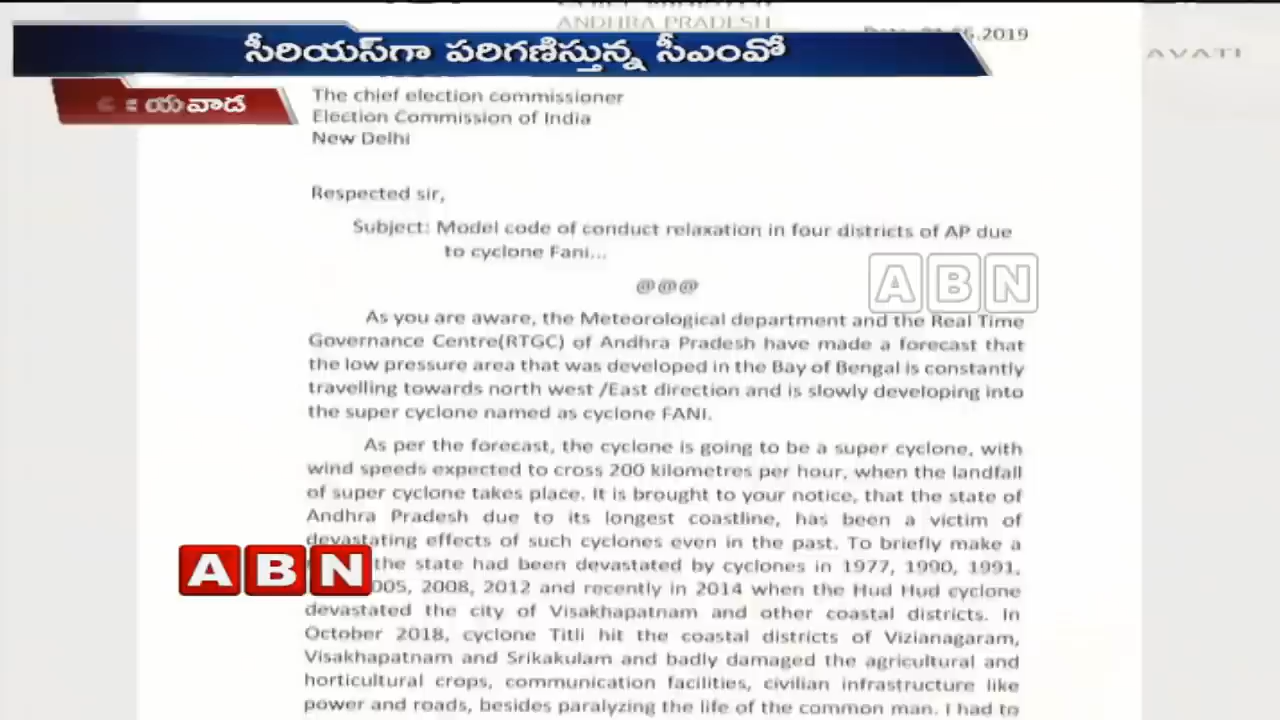 ANDHRA PRADESH
2019
AVATI
సీరియస్‌గా పరిగణిస్తున్న సీఎంవో
యవాడ
The chief election commissioner
Election Commission of India
New Delhi
Respected sir,
Subject: Model code of conduct relaxation in four districts of AP due
to cyclone Fani...
@@@
ABN
As you are aware, the Meteorological department and the Real Time
Governance Centre(RTGC) of Andhra Pradesh have made a forecast that
the low pressure area that was developed in the Bay of Bengal is constantly
travelling towards north west /East direction and is slowly developing into
the super cyclone named as cyclone FANI.
As per the forecast, the cyclone is going to be a super cyclone, with
wind speeds expected to cross 200 kilometres per hour, when the landfall
of super cyclone takes place. It is brought to your notice, that the state of
Andhra Pradesh due to its longest coastline, has been a victim of
devastating effects of such cyclones even in the past. To briefly make a
the state had been devastated by cyclones in 1977, 1990, 1991,
ABN
005, 2008, 2012 and recently in 2014 when the Hud Hud cyclone
devastated the city of Visakhapatnam and other coastal districts. In
October 2018, cyclone Titli hit the coastal districts of Vizianagaram,
Visakhapatnam and Srikakulam and badly damaged the agricultural and
horticultural crops, communication facilities, civilian infrastructure like
power and roads, besides paralyzing the life of the common man. I had to